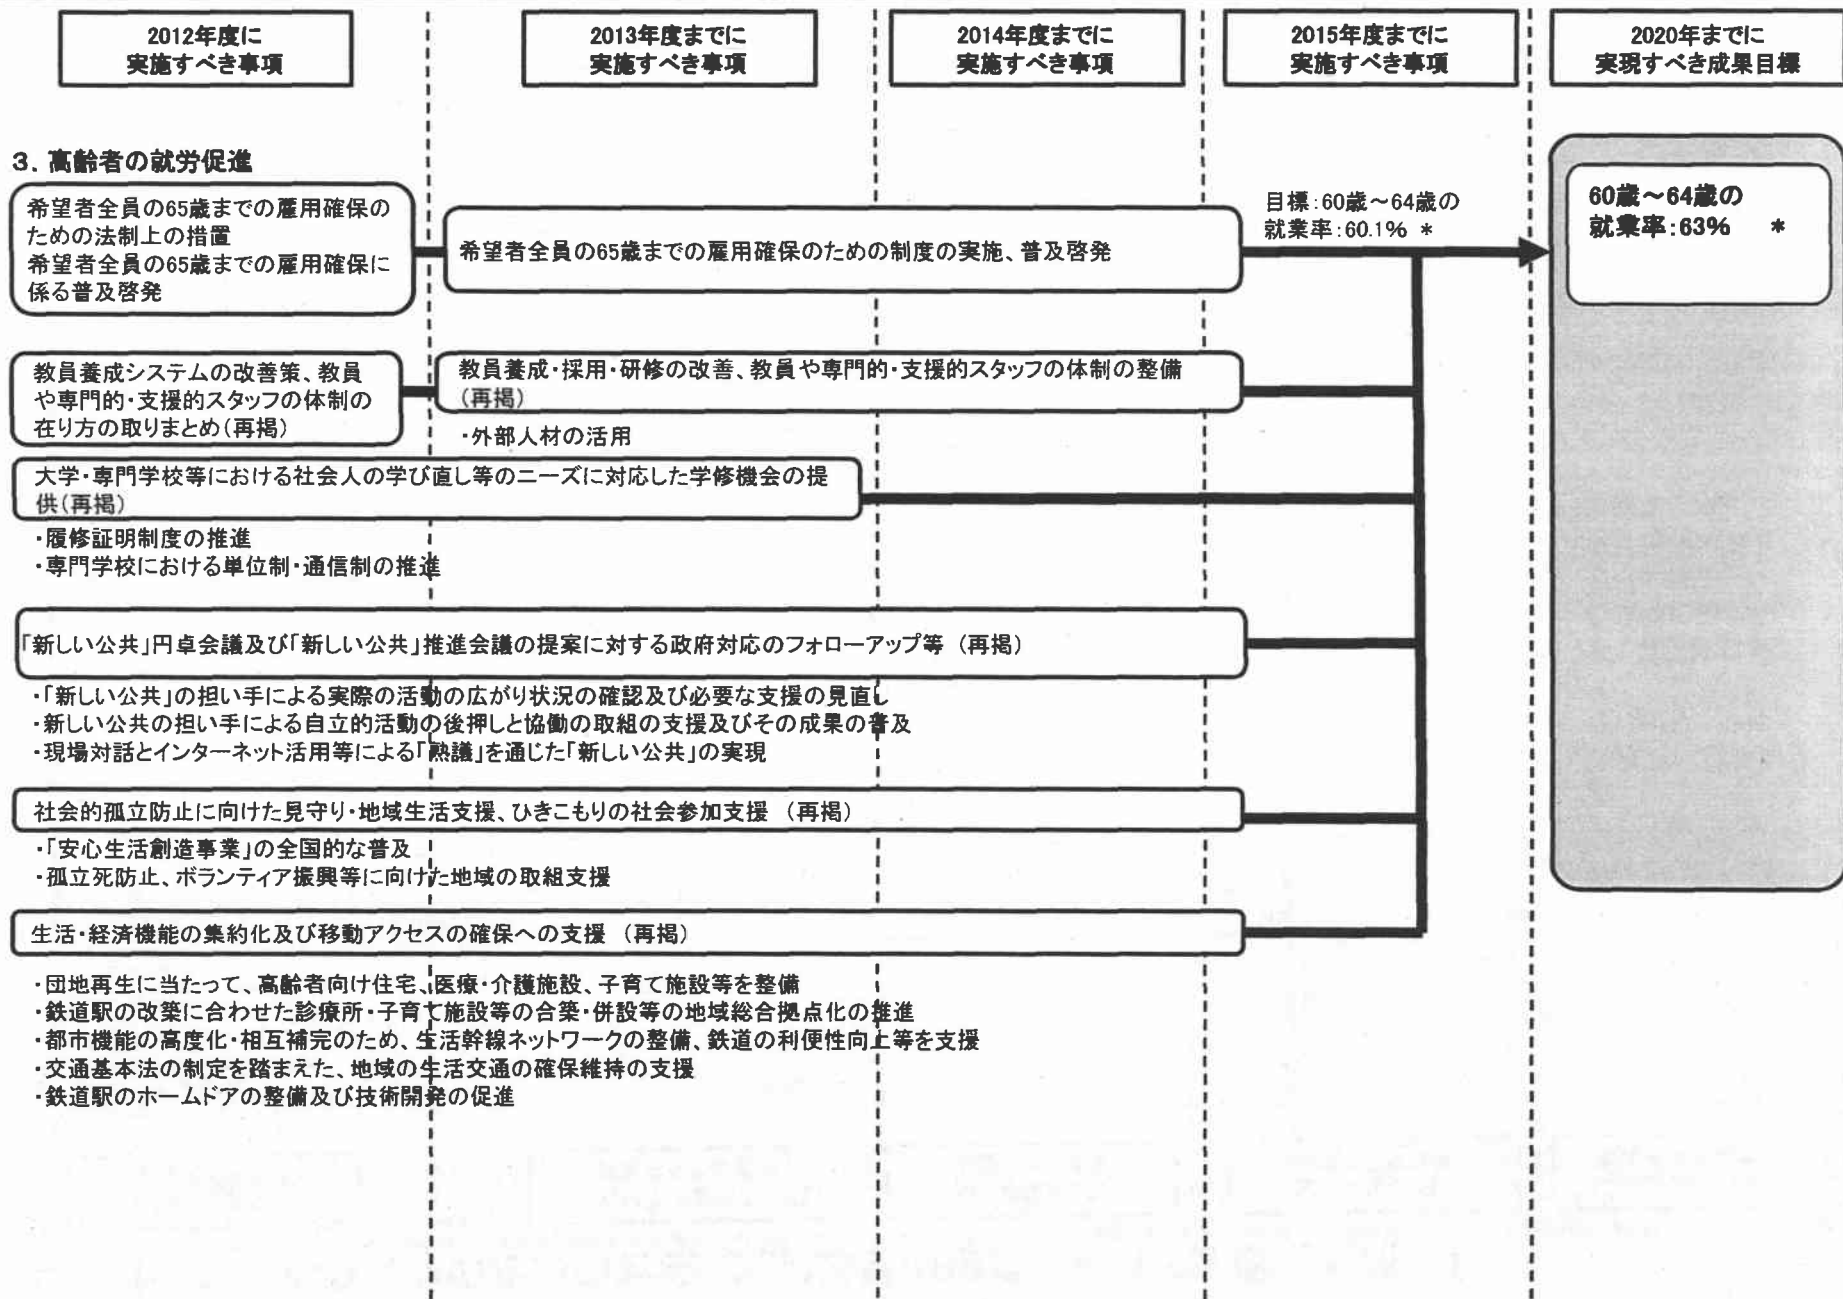 2012年度に
実施すべき事項
2013年度までに
実施すべき事項
2014年度までに
実施すべき事項
2015年度までに
実施すべき事項
2020年までに
実現すべき成果目標
3. 高齢者の就労促進
希望者全員の65歳までの雇用確保の
ための法制上の措置
希望者全員の65歳までの雇用確保に
係る普及啓発
希望者全員の65歳までの雇用確保のための制度の実施、普及啓発
目標:60歳~64歳の
就業率:60.1% *
60歳~64歳の
就業率:63% *
教員養成システムの改善策、教員
や専門的・支援的スタッフの体制の
在り方の取りまとめ(再掲)
教員養成・採用・研修の改善、教員や専門的・支援的スタッフの体制の整備
(再掲)
・外部人材の活用
大学・専門学校等における社会人の学び直し等のニーズに対応した学修機会の提
供(再掲)
・履修証明制度の推進
・専門学校における単位制・通信制の推進
「新しい公共」円卓会議及び「新しい公共」推進会議の提案に対する政府対応のフォローアップ等 (再掲)
・「新しい公共」の担い手による実際の活動の広がり状況の確認及び必要な支援の見直し
・新しい公共の担い手による自立的活動の後押しと協働の取組の支援及びその成果の普及
・現場対話とインターネット活用等による「熟議」を通じた「新しい公共」の実現
社会的孤立防止に向けた見守り・地域生活支援、ひきこもりの社会参加支援 (再掲)
・「安心生活創造事業」の全国的な普及
・孤立死防止、ボランティア振興等に向けた地域の取組支援
生活・経済機能の集約化及び移動アクセスの確保への支援 (再掲)
・団地再生に当たって、高齢者向け住宅、医療・介護施設、子育て施設等を整備
・鉄道駅の改築に合わせた診療所・子育て施設等の合築・併設等の地域総合拠点化の推進
・都市機能の高度化・相互補完のため、生活幹線ネットワークの整備、鉄道の利便性向上等を支援
・交通基本法の制定を踏まえた、地域の生活交通の確保維持の支援
・鉄道駅のホームドアの整備及び技術開発の促進